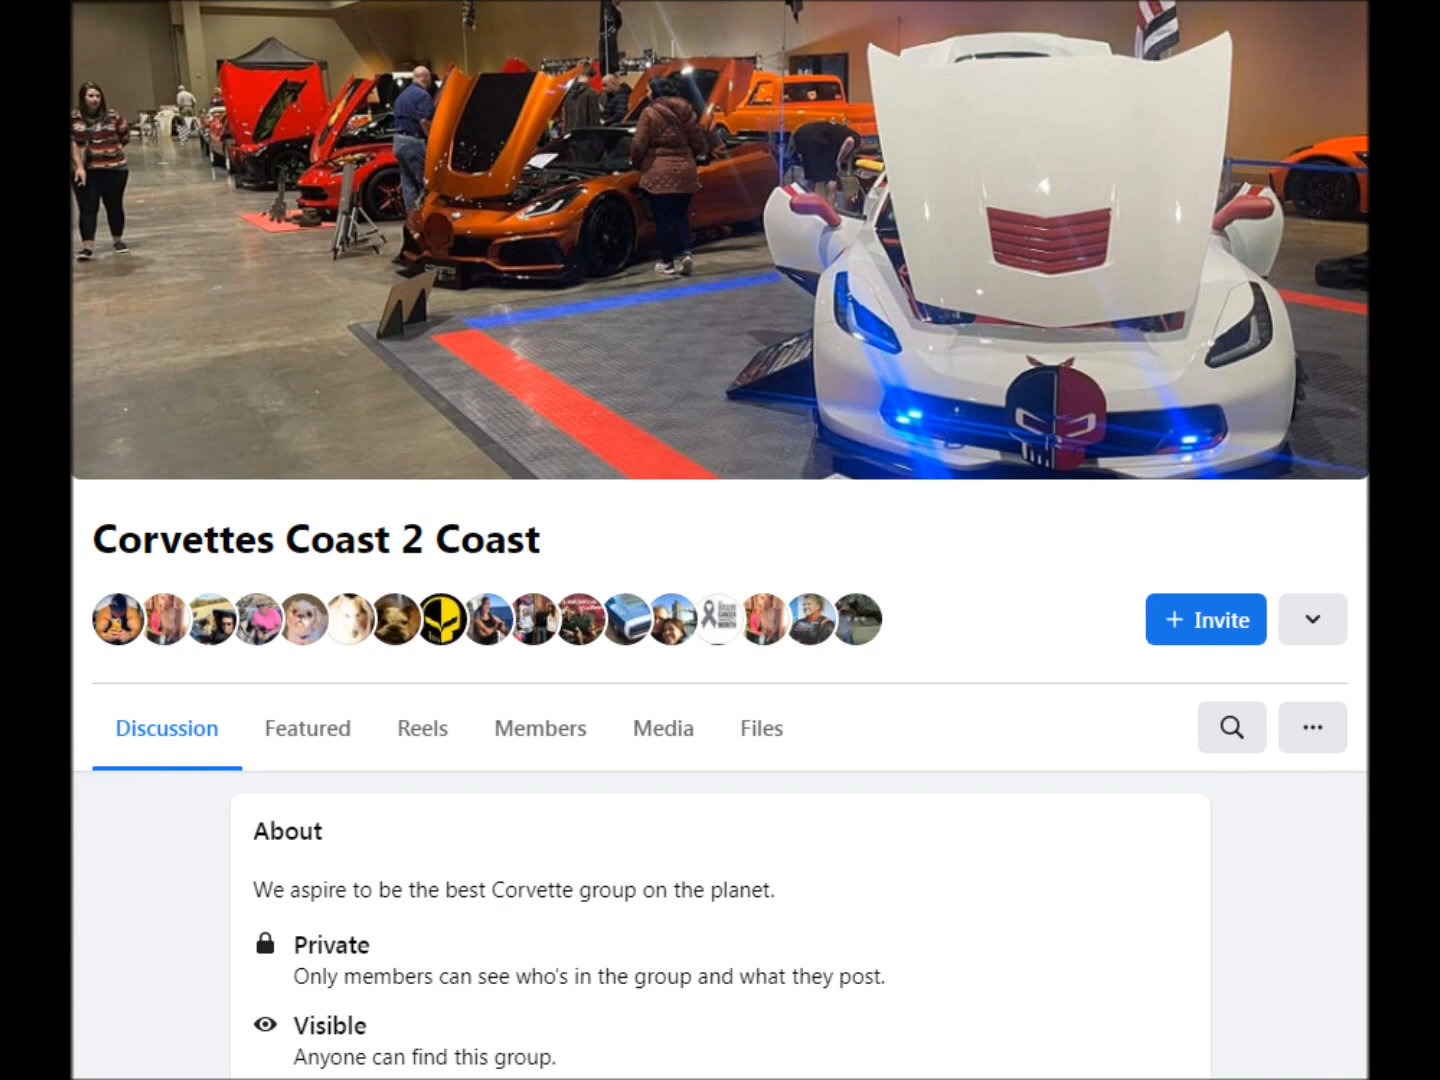 Corvettes Coast 2 Coast
+ Invite
Discussion Featured Reels Members Media Files
About
We aspire to be the best Corvette group on the planet.
Private
Only members can see who's in the group and what they post.
Visible
Anyone can find this group.